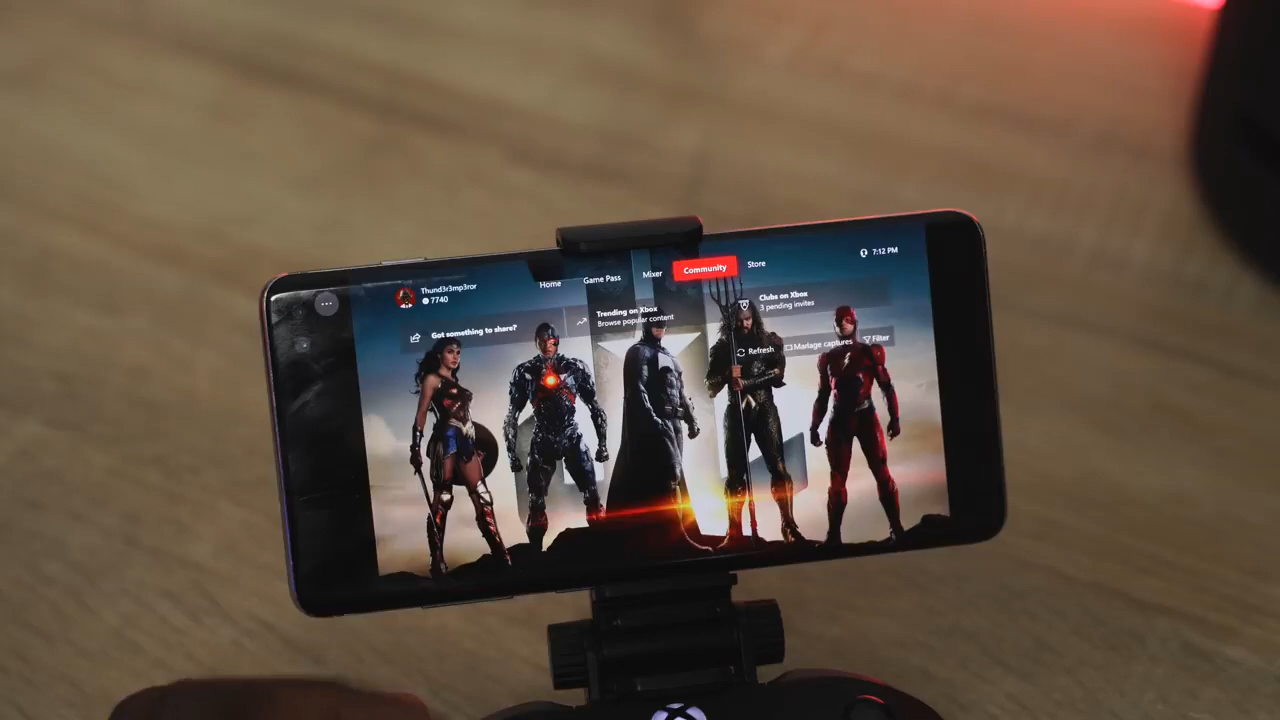 Thund3r3mp3ror
7740
Home
Game Pass
Mixer
Community
Store
7:12 PM
Got something to share?
Trending on Xbox
Browse popular content
Clubs on Xbox
3 pending invites
Refresh
Manage captures
Filter